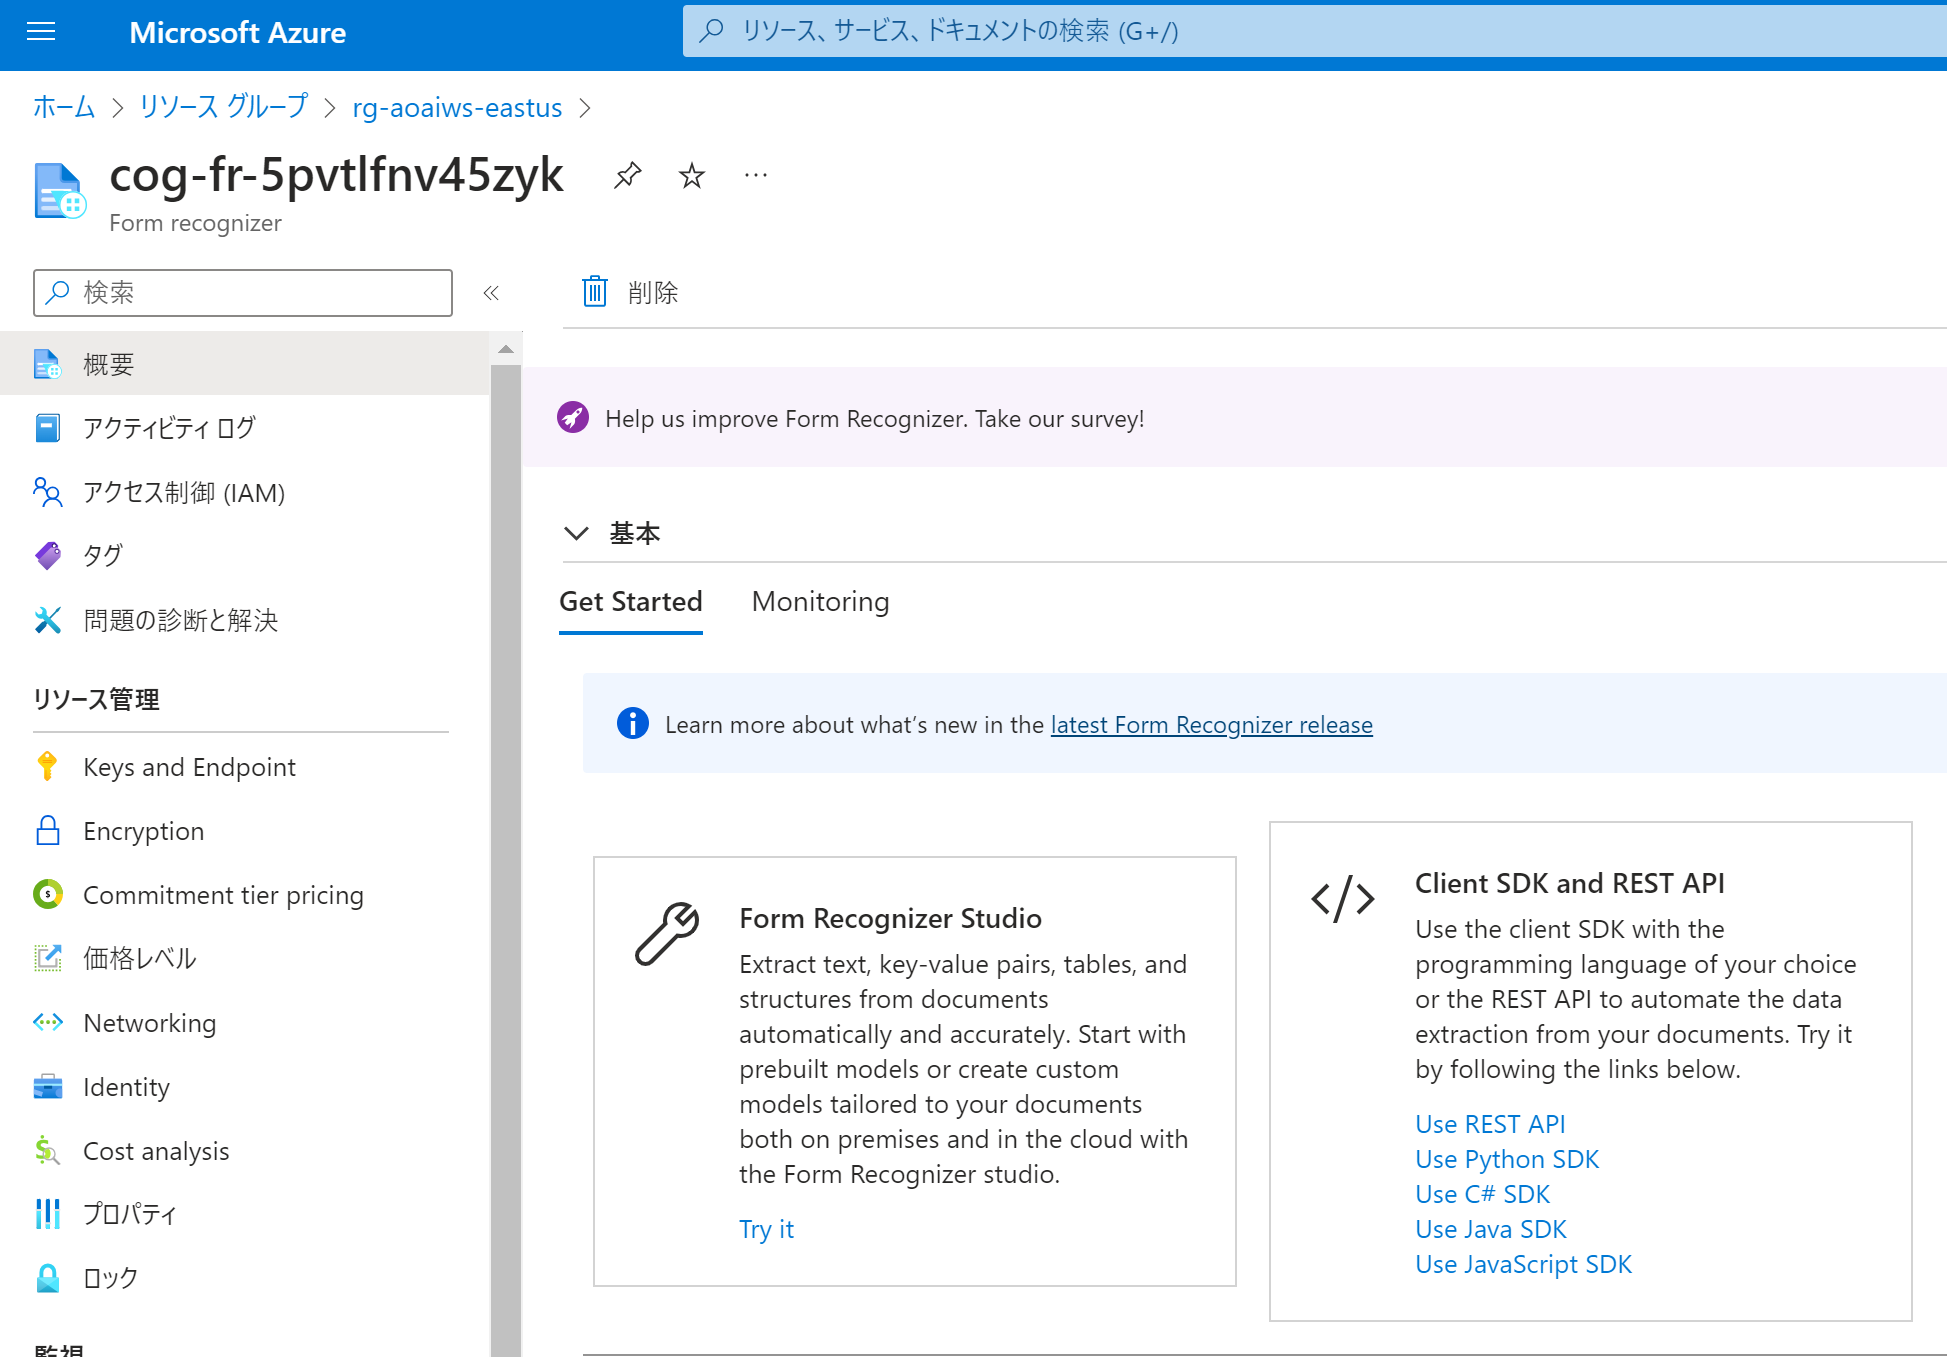 Microsoft Azure
リソース、サービス、ドキュメントの検索 (G+/)
ホーム > リソース グループ > rg-aoaiws-eastus >
cog-fr-5pvtlfnv45zyk
Form recognizer
検索
«
削除
概要
アクティビティ ログ
アクセス制御 (IAM)
タグ
問題の診断と解決
リソース管理
Keys and Endpoint
Encryption
Commitment tier pricing
価格レベル
Networking
Identity
Cost analysis
プロパティ
ロック
監視
Help us improve Form Recognizer. Take our survey!
基本
Get Started
Monitoring
Learn more about what's new in the latest Form Recognizer release
Form Recognizer Studio
Extract text, key-value pairs, tables, and
structures from documents
automatically and accurately. Start with
prebuilt models or create custom
models tailored to your documents
both on premises and in the cloud with
the Form Recognizer studio.
Try it
Client SDK and REST API
Use the client SDK with the
programming language of your choice
or the REST API to automate the data
extraction from your documents. Try it
by following the links below.
Use REST API
Use Python SDK
Use C# SDK
Use Java SDK
Use JavaScript SDK